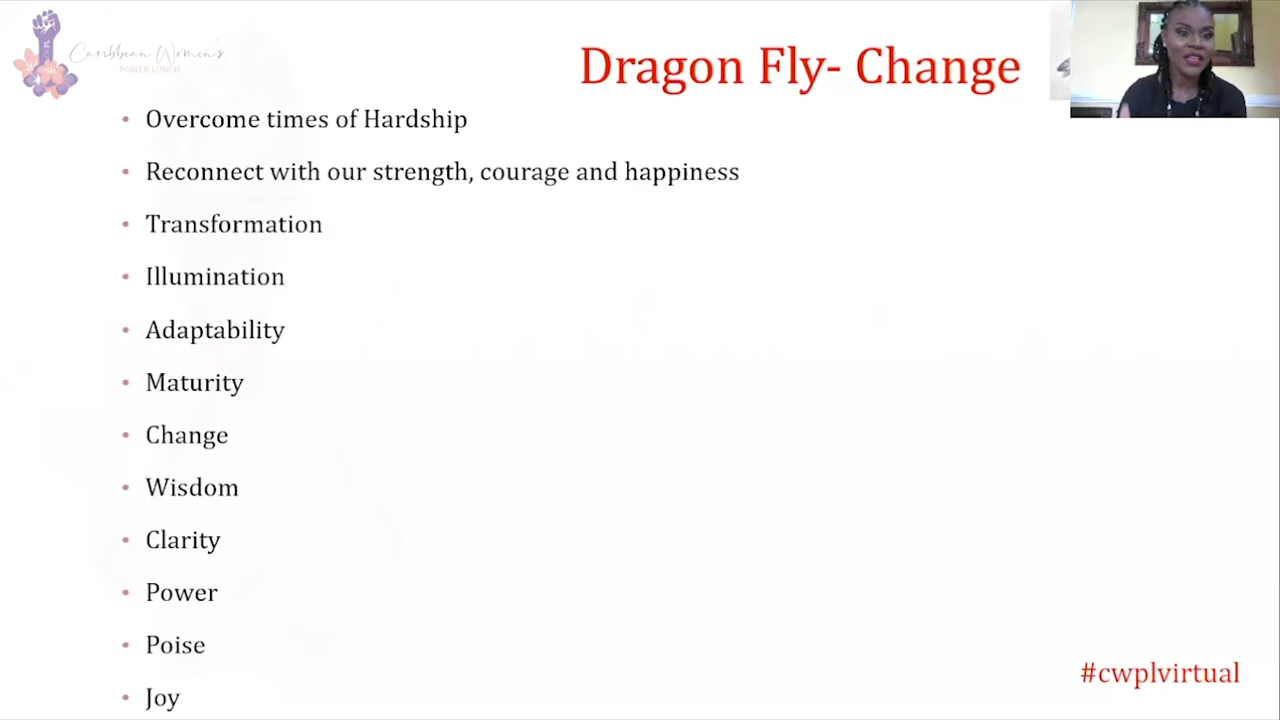 Caribbean Women's
POWER LUNCH
Dragon Fly- Change
• Overcome times of Hardship
• Reconnect with our strength, courage and happiness
• Transformation
• Illumination
• Adaptability
• Maturity
• Change
• Wisdom
• Clarity
• Power
• Poise
• Joy
#cwplvirtual